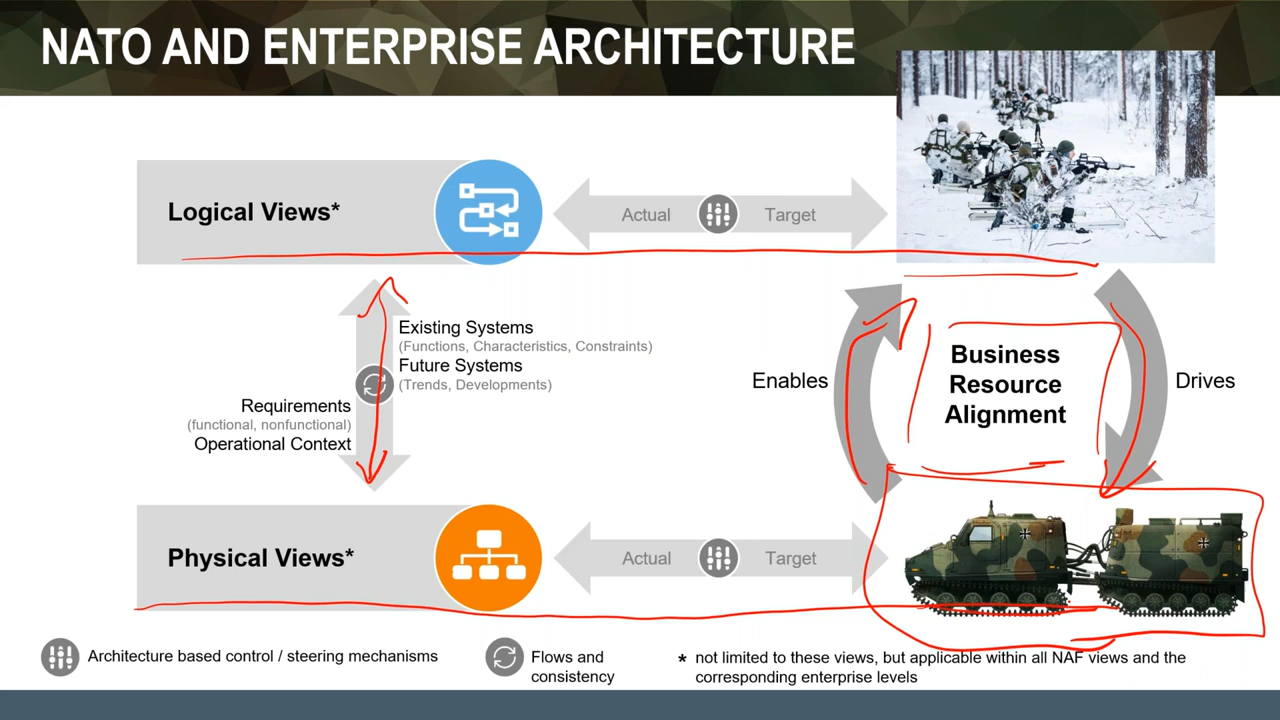 NATO AND ENTERPRISE ARCHITECTURE
Logical Views*
Actual
Target
Existing Systems
(Functions, Characteristics, Constraints)
Future Systems
(Trends, Developments)
Requirements
(functional, nonfunctional)
Operational Context
Enables
Business
Resource
Alignment
Drives
Physical Views*
Actual
Target
Architecture based control / steering mechanisms
Flows and
consistency
* not limited to these views, but applicable within all NAF views and the
corresponding enterprise levels